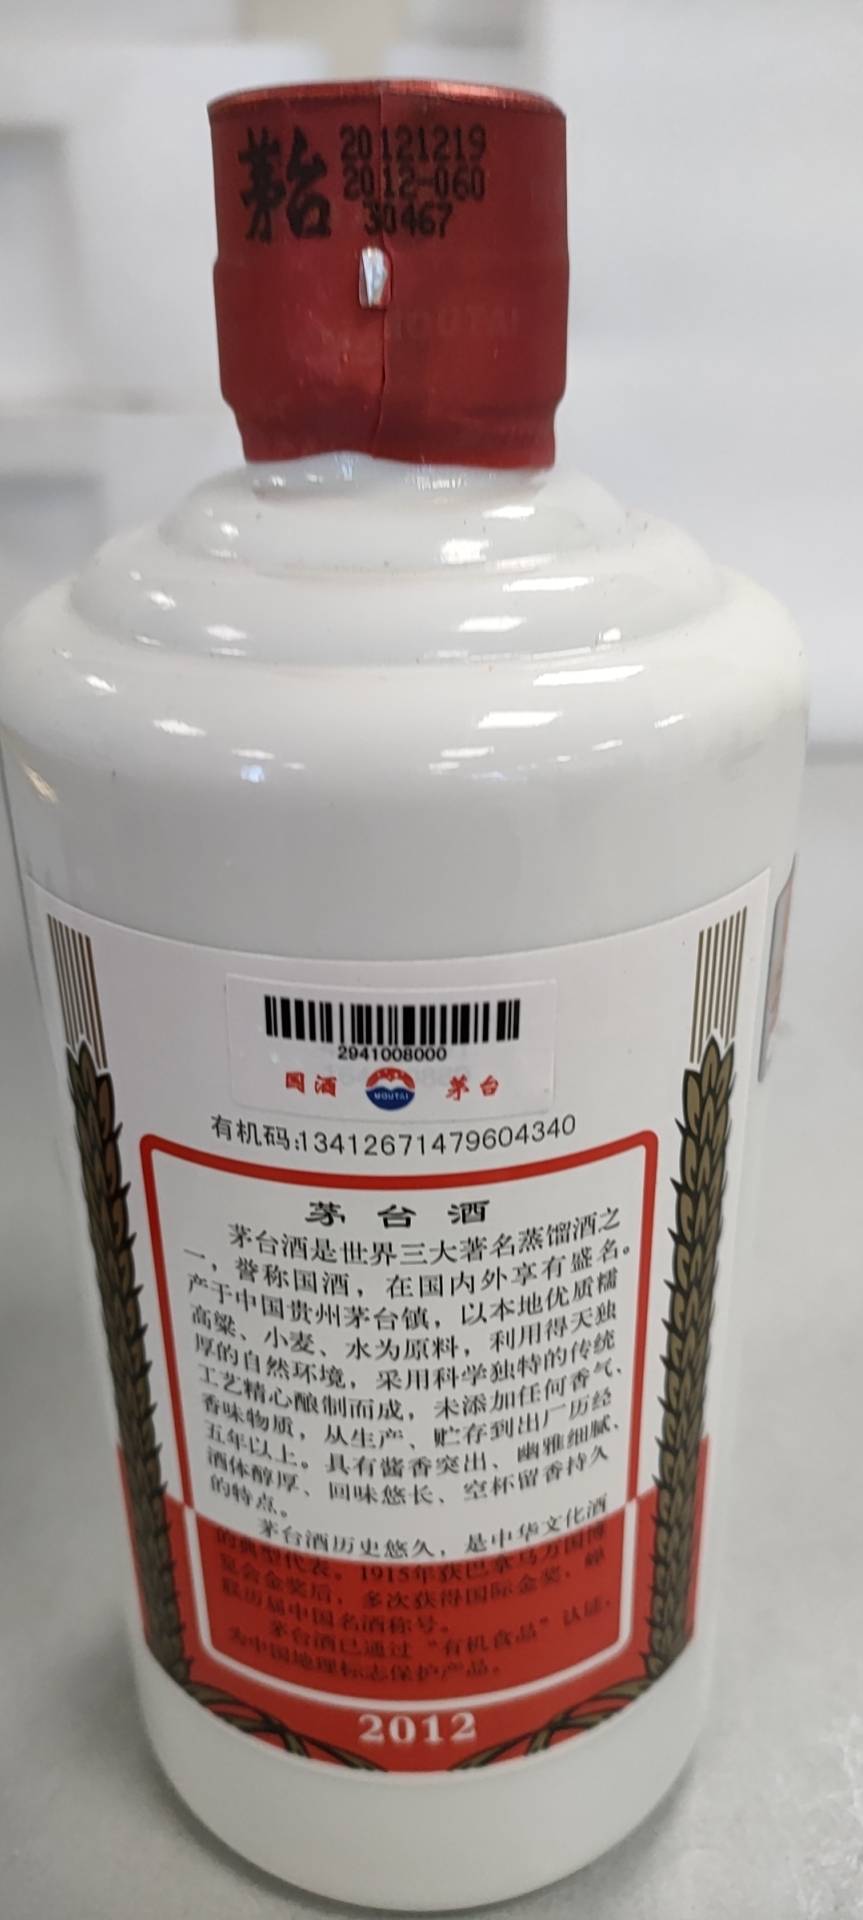 茅台
20121219
2012-060
30467
MOUTAI
2941008000
国酒 MOUTAI 茅台
有机码:13412671479604340
茅台酒
茅台酒是世界三大著名蒸馏酒之
一，誉称国酒，在国内外享有盛名。
产于中国贵州茅台镇，以本地优质糯
高粱、小麦、水为原料，利用得天独
厚的自然环境，采用科学独特的传统
工艺精心酿制而成，未添加任何香气、
香味物质，从生产、贮存到出厂历经
五年以上。具有酱香突出、幽雅细腻、
酒体醇厚、回味悠长、空杯留香持久
的特点。
茅台酒历史悠久，是中华文化酒
的典型代表。1915年获巴拿马万国博
览会金奖后，多次获得国际金奖，蝉
联历届中国名酒称号。
茅台酒已通过“有机食品”认证，
为中国地理标志保护产品。
2012